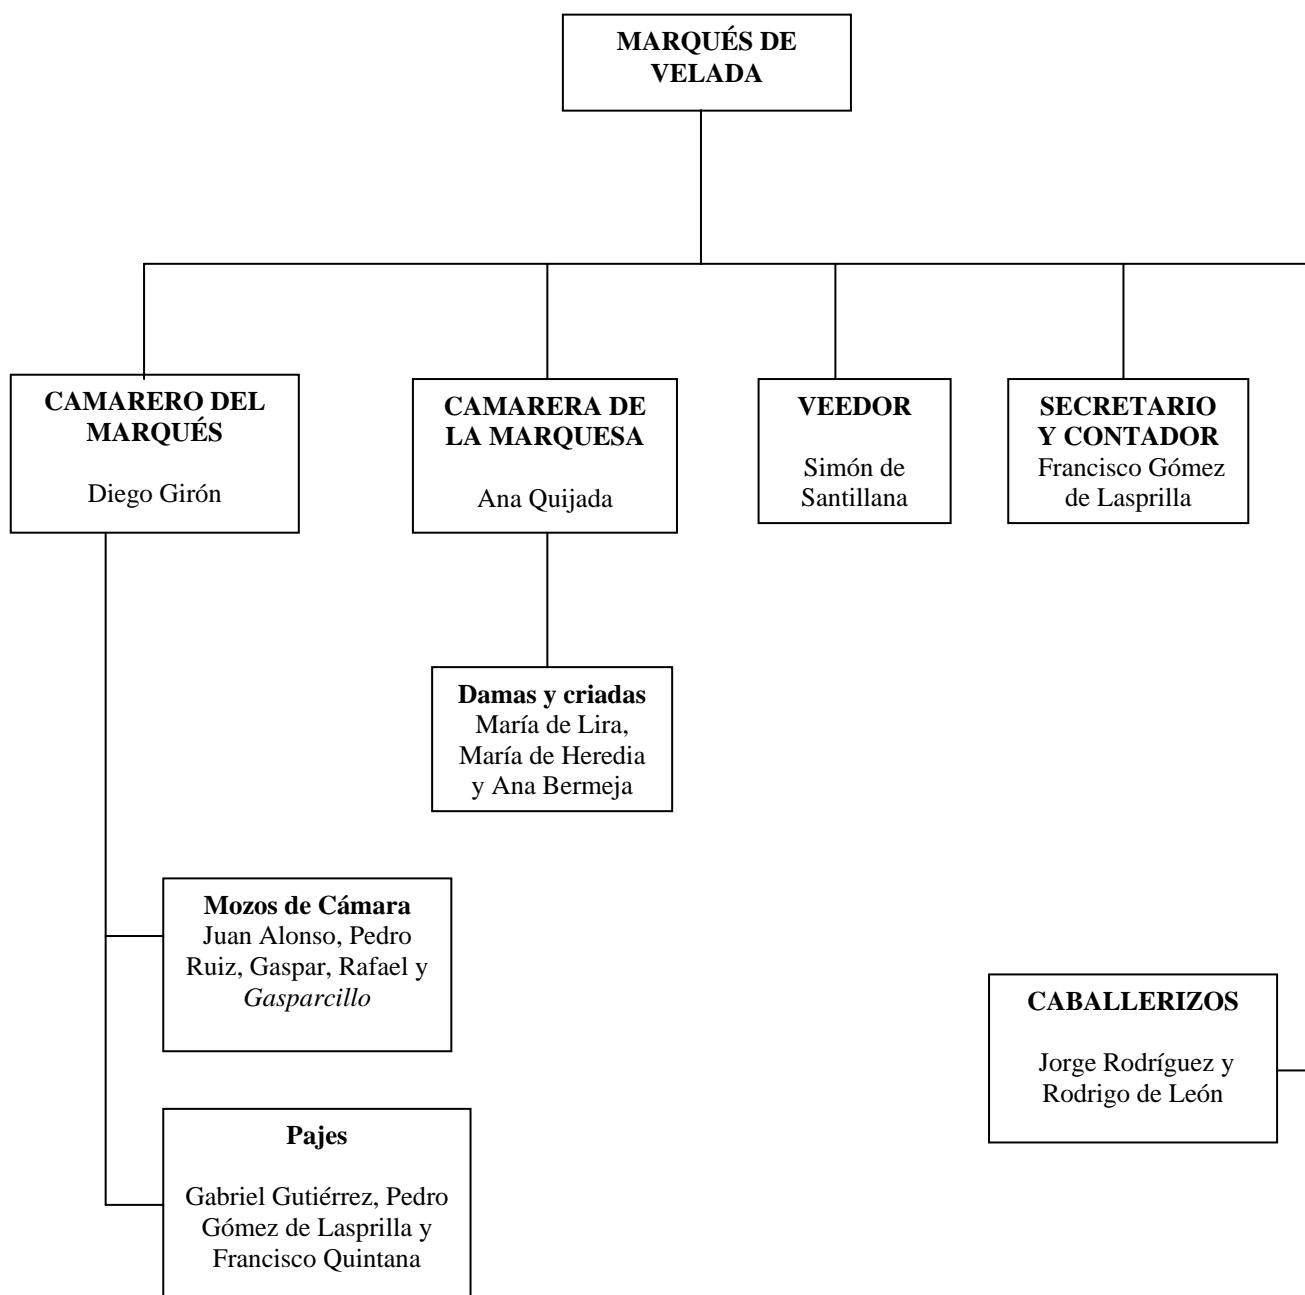 MARQUÉS DE
VELADA
CAMARERO DEL
MARQUÉS
Diego Girón
CAMARERA DE
LA MARQUESA
Ana Quijada
VEEDOR
Simón de
Santillana
SECRETARIO
Y CONTADOR
Francisco Gómez
de Lasprilla
Damas y criadas
María de Lira,
María de Heredia
y Ana Bermeja
Mozos de Cámara
Juan Alonso, Pedro
Ruiz, Gaspar, Rafael y
Gasparcillo
CABALLERIZOS
Jorge Rodríguez y
Rodrigo de León
Pajes
Gabriel Gutiérrez, Pedro
Gómez de Lasprilla y
Francisco Quintana